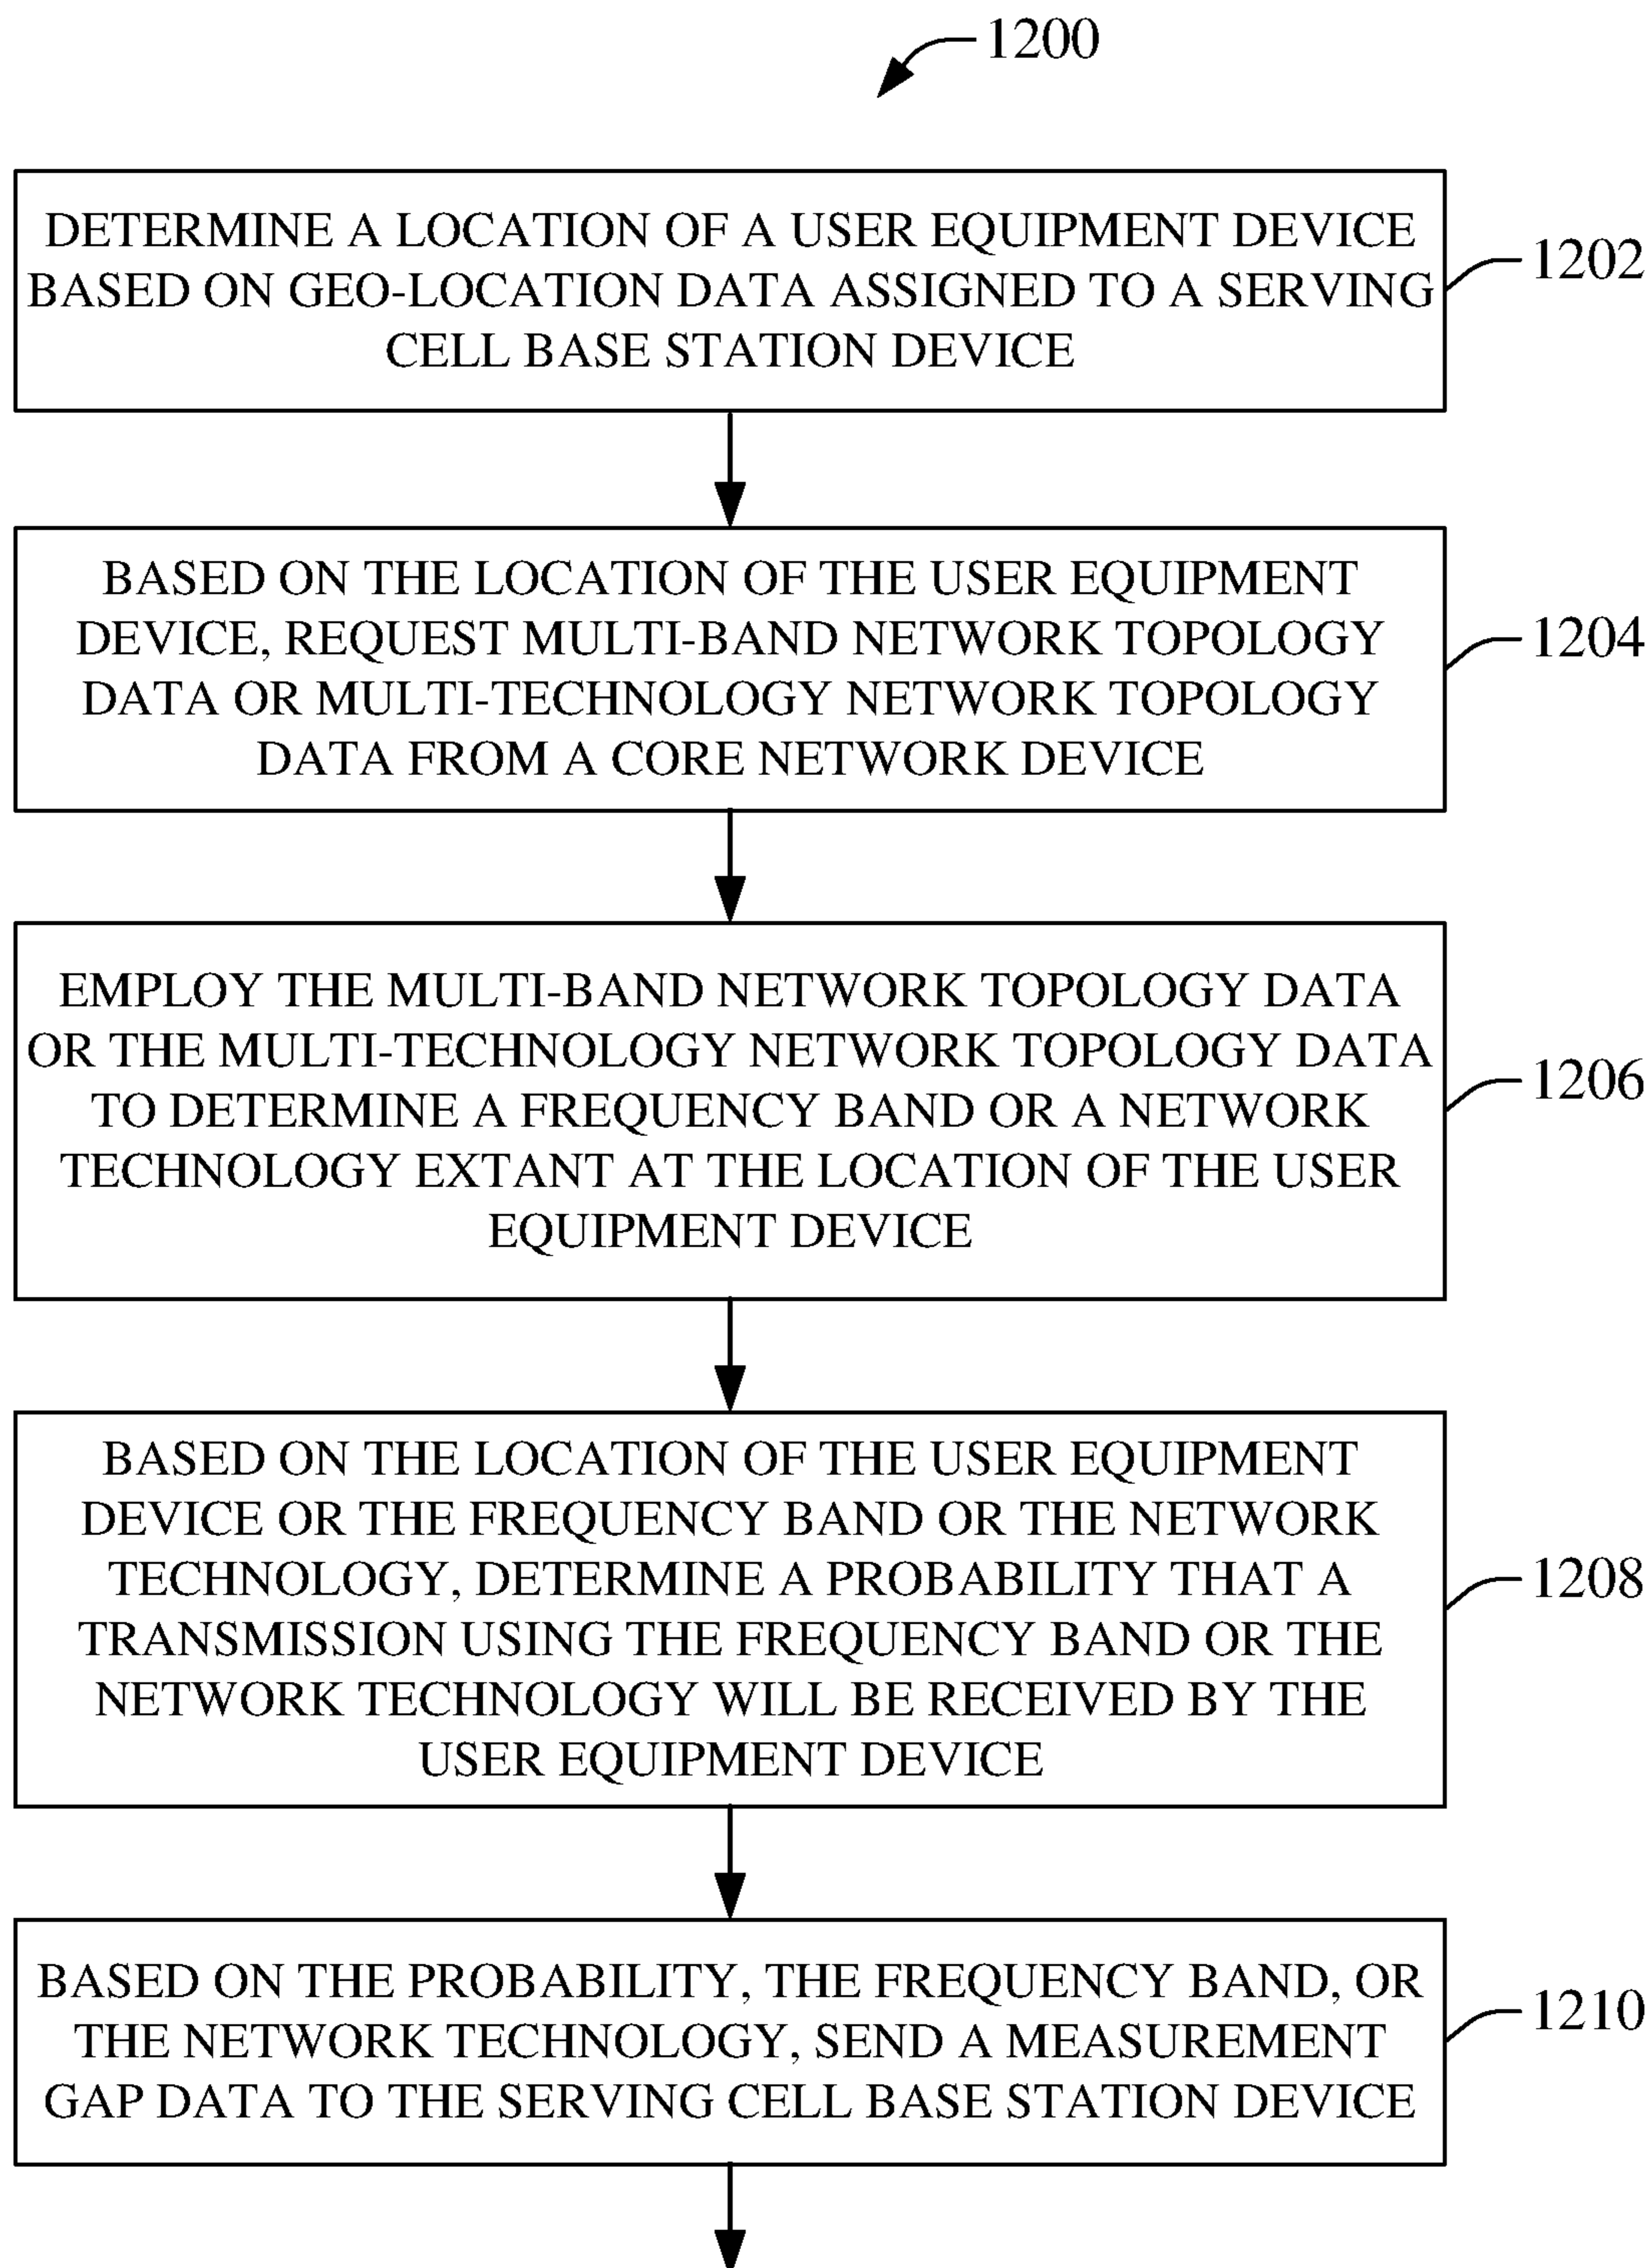 1200
DETERMINE A LOCATION OF A USER EQUIPMENT DEVICE
BASED ON GEO-LOCATION DATA ASSIGNED TO A SERVING
CELL BASE STATION DEVICE
1202
BASED ON THE LOCATION OF THE USER EQUIPMENT
DEVICE, REQUEST MULTI-BAND NETWORK TOPOLOGY
DATA OR MULTI-TECHNOLOGY NETWORK TOPOLOGY
DATA FROM A CORE NETWORK DEVICE
1204
EMPLOY THE MULTI-BAND NETWORK TOPOLOGY DATA
OR THE MULTI-TECHNOLOGY NETWORK TOPOLOGY DATA
TO DETERMINE A FREQUENCY BAND OR A NETWORK
TECHNOLOGY EXTANT AT THE LOCATION OF THE USER
EQUIPMENT DEVICE
1206
BASED ON THE LOCATION OF THE USER EQUIPMENT
DEVICE OR THE FREQUENCY BAND OR THE NETWORK
TECHNOLOGY, DETERMINE A PROBABILITY THAT A
TRANSMISSION USING THE FREQUENCY BAND OR THE
NETWORK TECHNOLOGY WILL BE RECEIVED BY THE
USER EQUIPMENT DEVICE
1208
BASED ON THE PROBABILITY, THE FREQUENCY BAND, OR
THE NETWORK TECHNOLOGY, SEND A MEASUREMENT
GAP DATA TO THE SERVING CELL BASE STATION DEVICE
1210